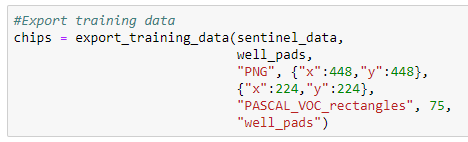 #Export training data
chips = export_training_data(sentinel_data,
well_pads,
"PNG", {"x":448,"y":448},
{"x":224,"y":224},
"PASCAL_VOC_rectangles", 75,
"well_pads")